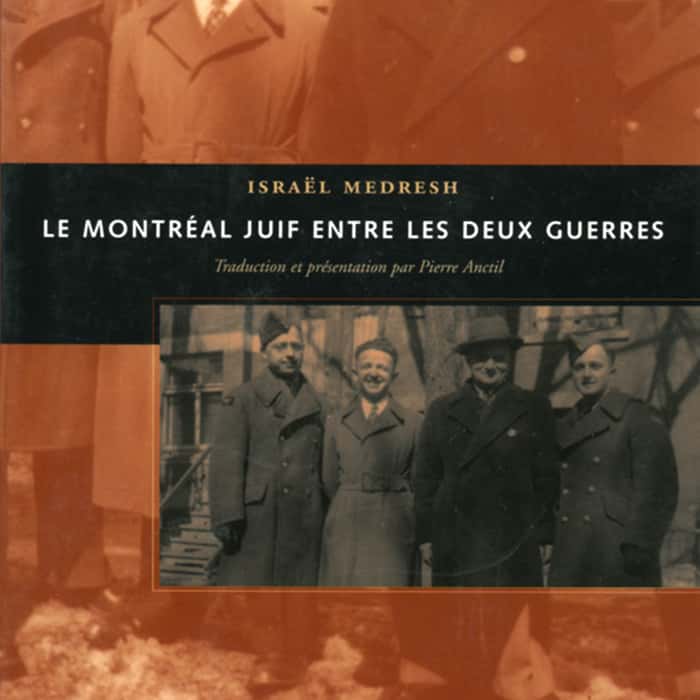 ISRAËL MEDRESH
LE MONTRÉAL JUIF ENTRE LES DEUX GUERRES
Traduction et présentation par Pierre Anctil